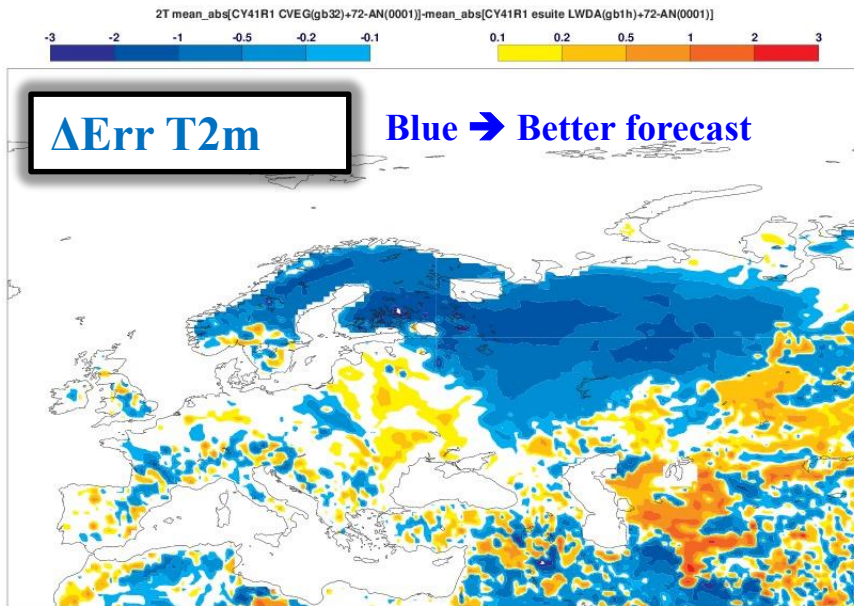 2T mean_abs[CY41R1 CVEG(gb32)+72-AN(0001)]-mean_abs[CY41R1 esuite LWDA(gb1h)+72-AN(0001)]
-3 -2 -1 -0.5 -0.2 -0.1 0.1 0.2 0.5 1 2 3
ΔErr T2m
Blue ➔ Better forecast